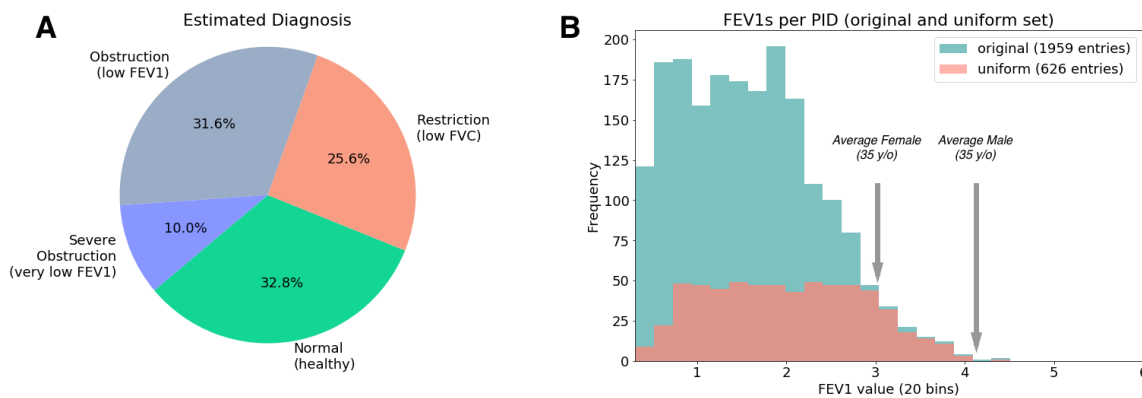 A
Estimated Diagnosis
Obstruction
(low FEV1)
31.6%
Restriction
(low FVC)
25.6%
Severe
Obstruction
(very low FEV1)
10.0%
32.8%
Normal
(healthy)
B
FEV1s per PID (original and uniform set)
original (1959 entries)
uniform (626 entries)
Average Female
(35 y/o)
Average Male
(35 y/o)
Frequency
200
175
150
125
100
75
50
25
0
1
2
3
4
5
6
FEV1 value (20 bins)